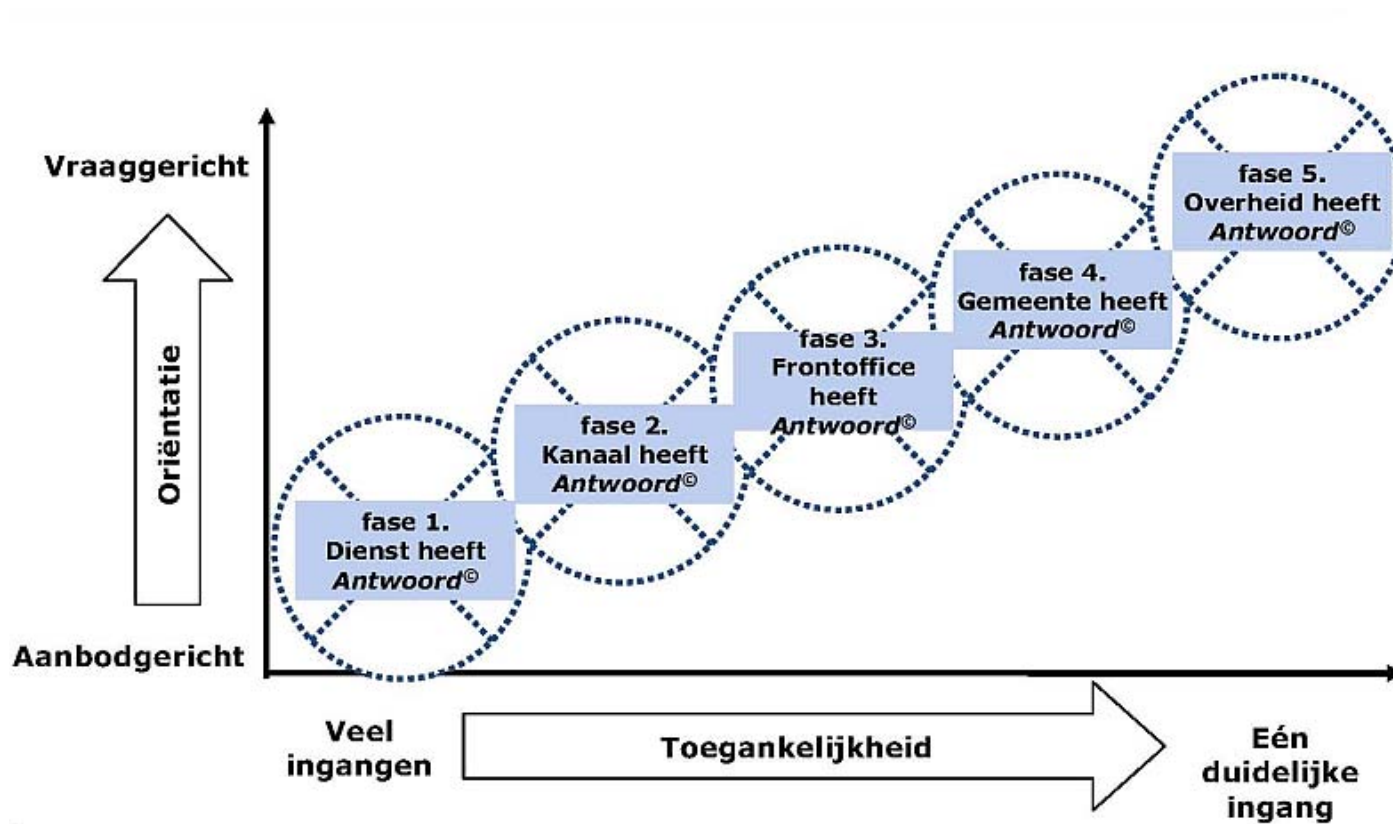 Vraaggericht
Oriëntatie
Aanbodgericht
fase 1.
Dienst heeft
Antwoord©
fase 2.
Kanaal heeft
Antwoord©
fase 3.
Frontoffice
heeft
Antwoord©
fase 4.
Gemeente heeft
Antwoord©
fase 5.
Overheid heeft
Antwoord©
Veel
ingangen
Toegankelijkheid
Eén
duidelijke
ingang